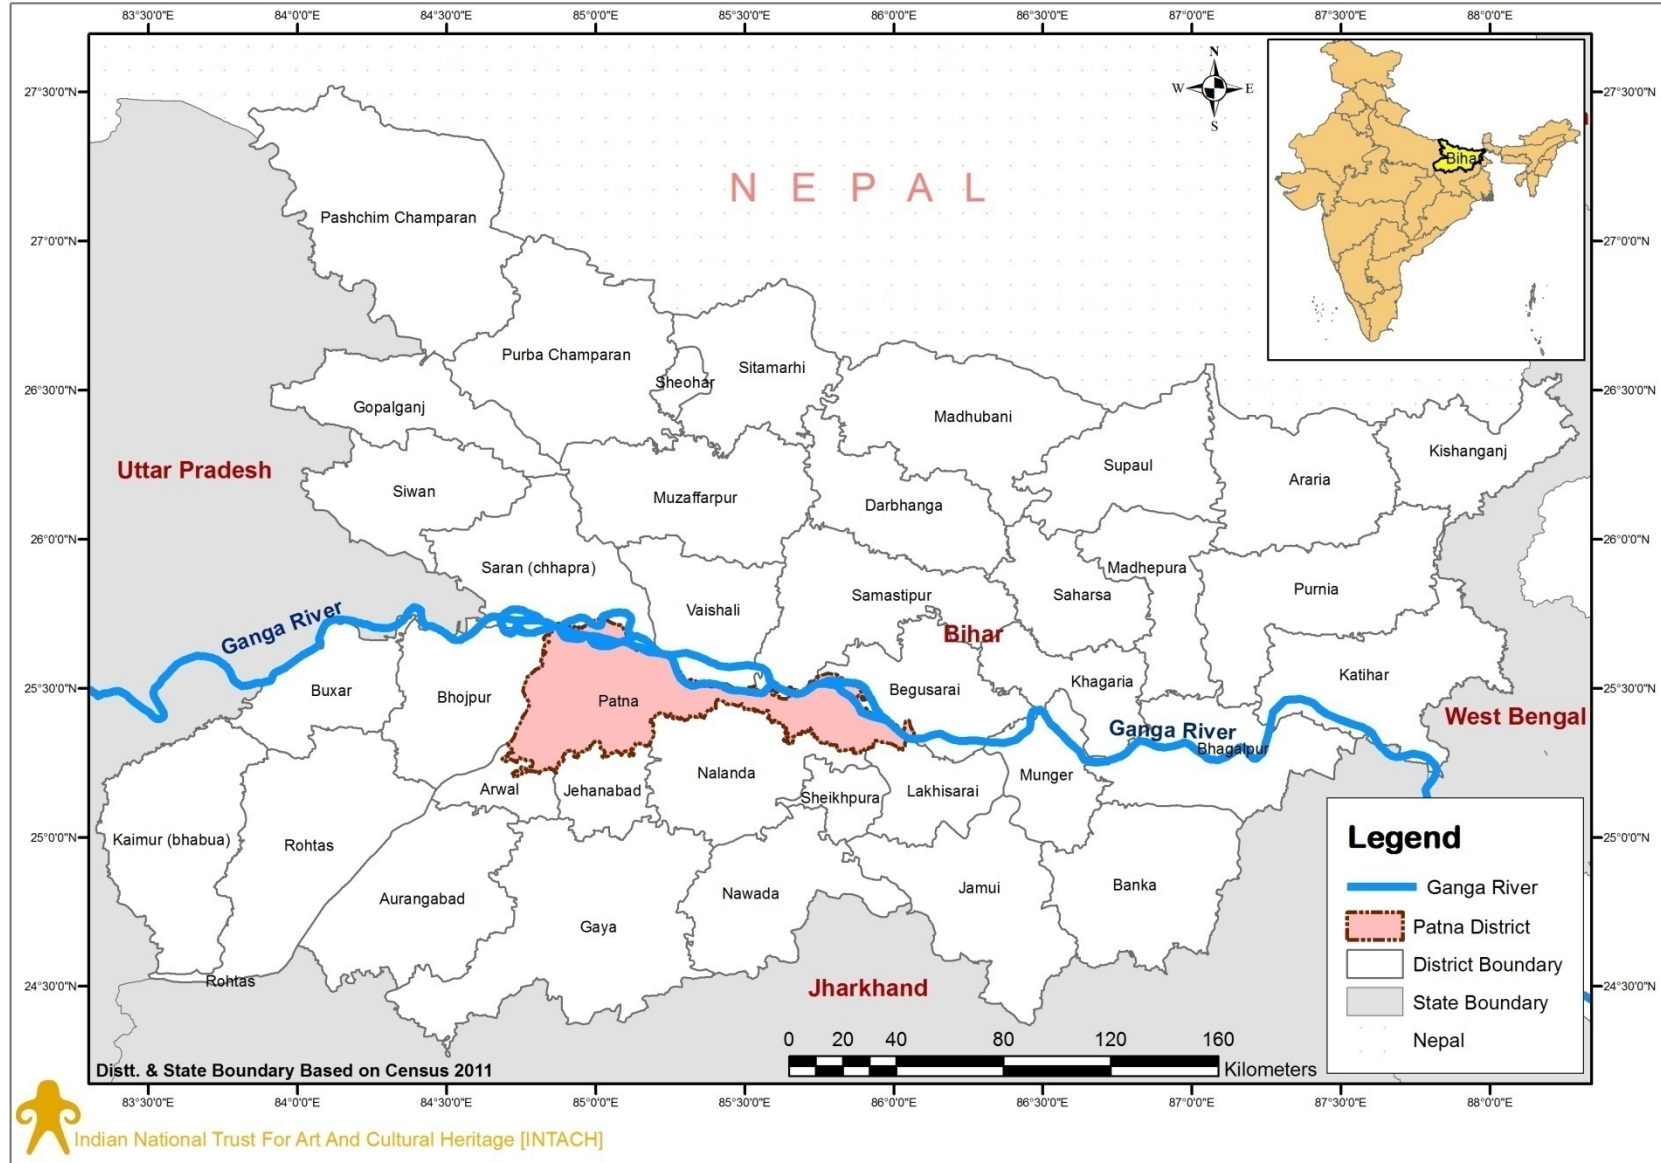 83°30'0"E 84°0'0"E 84°30'0"E 85°0'0"E 85°30'0"E 86°0'0"E 86°30'0"E 87°0'0"E 87°30'0"E 88°0'0"E
N
W E
S
27°30'0"N 27°30'0"N
Biha
NEPAL
Pashchim Champaran
27°0'0"N 27°0'0"N
Purba Champaran
Sheohar
Sitamarhi
26°30'0"N 26°30'0"N
Gopalganj
Madhubani
Kishanganj
Uttar Pradesh
Siwan
Muzaffarpur
Darbhanga
Supaul
Araria
26°0'0"N 26°0'0"N
Saran (chhapra)
Vaishali
Samastipur
Saharsa
Madhepura
Purnia
Ganga River
Bihar
Buxar
Bhojpur
Patna
Begusarai
Khagaria
Katihar
25°30'0"N 25°30'0"N
West Bengal
Ganga River
Bhagalpur
Arwal
Jehanabad
Nalanda
Sheikhpura
Lakhisarai
Munger
25°0'0"N 25°0'0"N
Kaimur (bhabua)
Rohtas
Aurangabad
Gaya
Nawada
Jamui
Banka
Rohtas
24°30'0"N 24°30'0"N
Jharkhand
Legend
Ganga River
Patna District
District Boundary
State Boundary
Nepal
0 20 40 80 120 160
Kilometers
Distt. & State Boundary Based on Census 2011
83°30'0"E 84°0'0"E 84°30'0"E 85°0'0"E 85°30'0"E 86°0'0"E 86°30'0"E 87°0'0"E 87°30'0"E 88°0'0"E
Indian National Trust For Art And Cultural Heritage [INTACH]